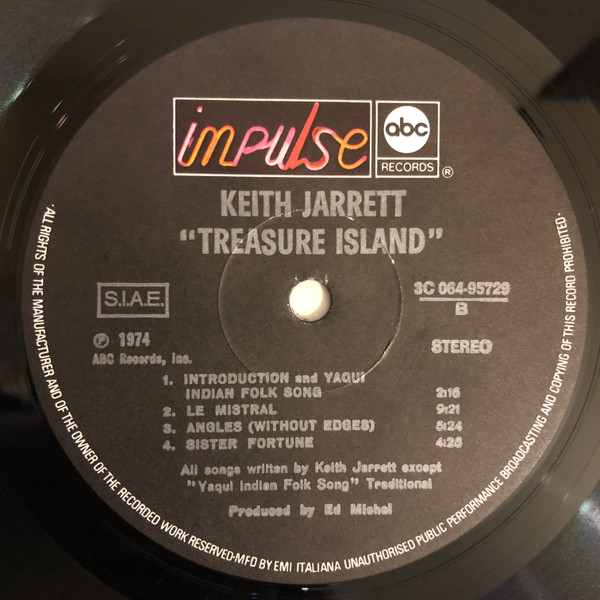 impulse
abc
RECORDS ®
KEITH JARRETT
"TREASURE ISLAND"
S.I.A.E.
3C 064-95729
B
℗ 1974
ABC Records, Inc.
STEREO
1. INTRODUCTION and YAQUI
INDIAN FOLK SONG 2:16
2. LE MISTRAL 9:21
3. ANGLES (WITHOUT EDGES) 5:24
4. SISTER FORTUNE 4:25
All songs written by Keith Jarrett except
"Yaqui Indian Folk Song" Traditional
Produced by Ed Michel
·ALL RIGHTS OF THE MANUFACTURER AND OF THE OWNER OF THE RECORDED WORK RESERVED-MFD BY EMI ITALIANA UNAUTHORISED PUBLIC PERFORMANCE BROADCASTING AND COPYING OF THIS RECORD PROHIBITED·